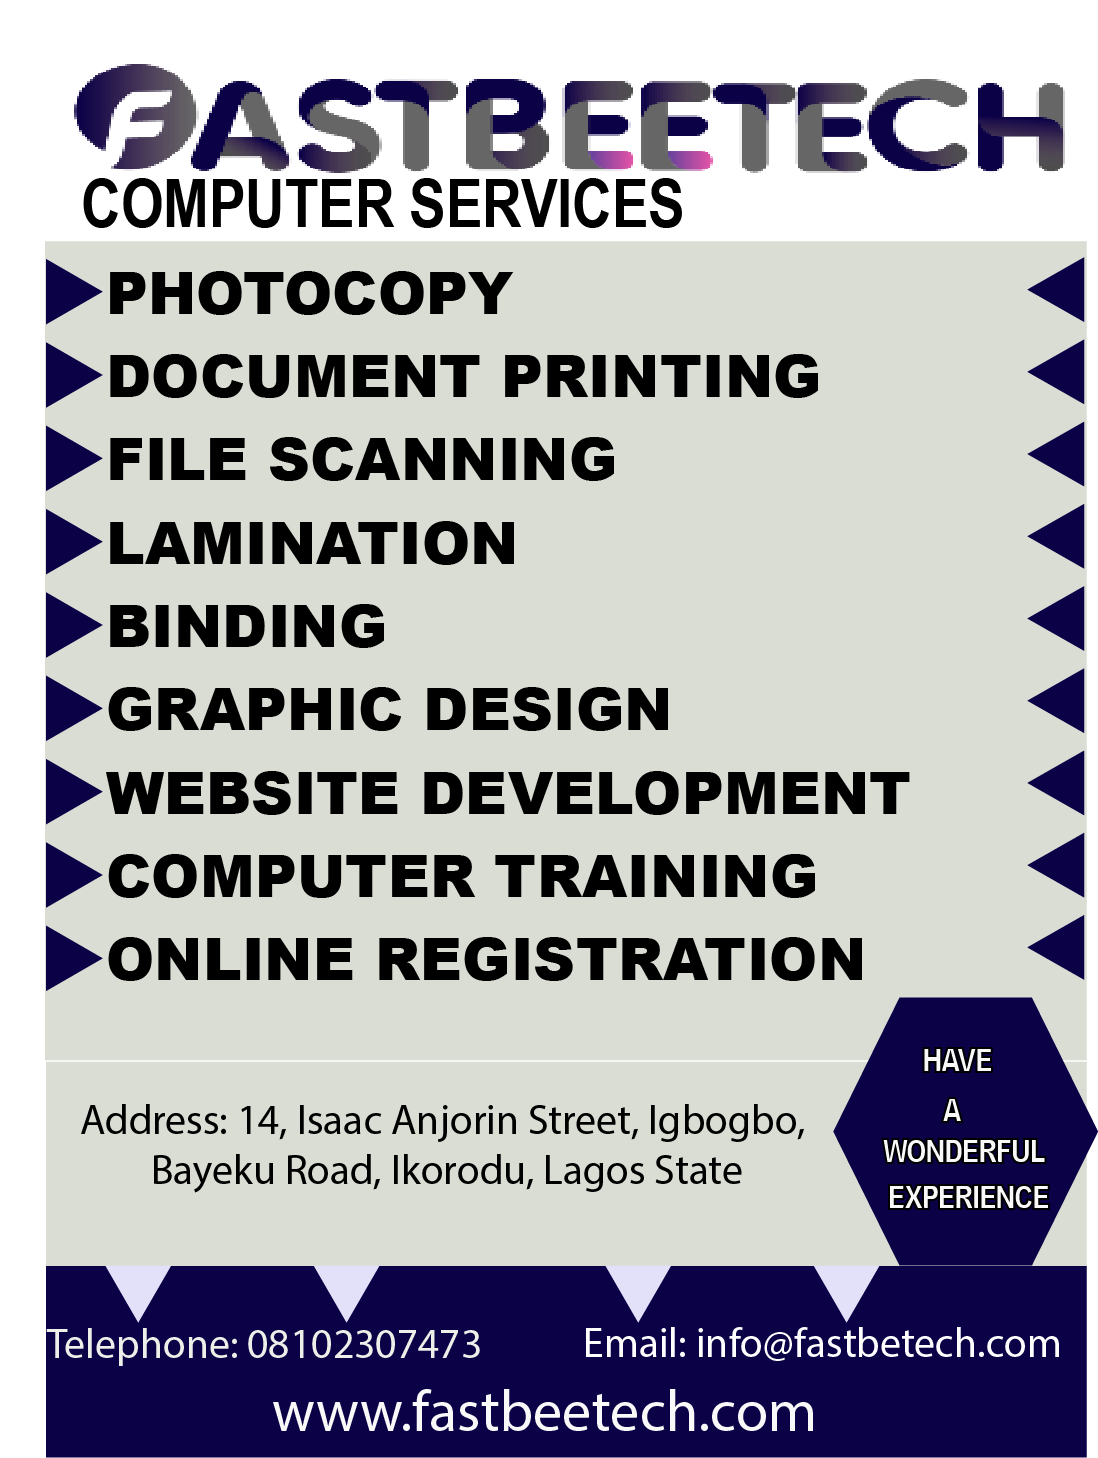 FASTBEETECH
COMPUTER SERVICES
PHOTOCOPY
DOCUMENT PRINTING
FILE SCANNING
LAMINATION
BINDING
GRAPHIC DESIGN
WEBSITE DEVELOPMENT
COMPUTER TRAINING
ONLINE REGISTRATION
HAVE
A
WONDERFUL
EXPERIENCE
Address: 14, Isaac Anjorin Street, Igbogbo,
Bayeku Road, Ikorodu, Lagos State
Telephone: 08102307473
Email: info@fastbetech.com
www.fastbeetech.com